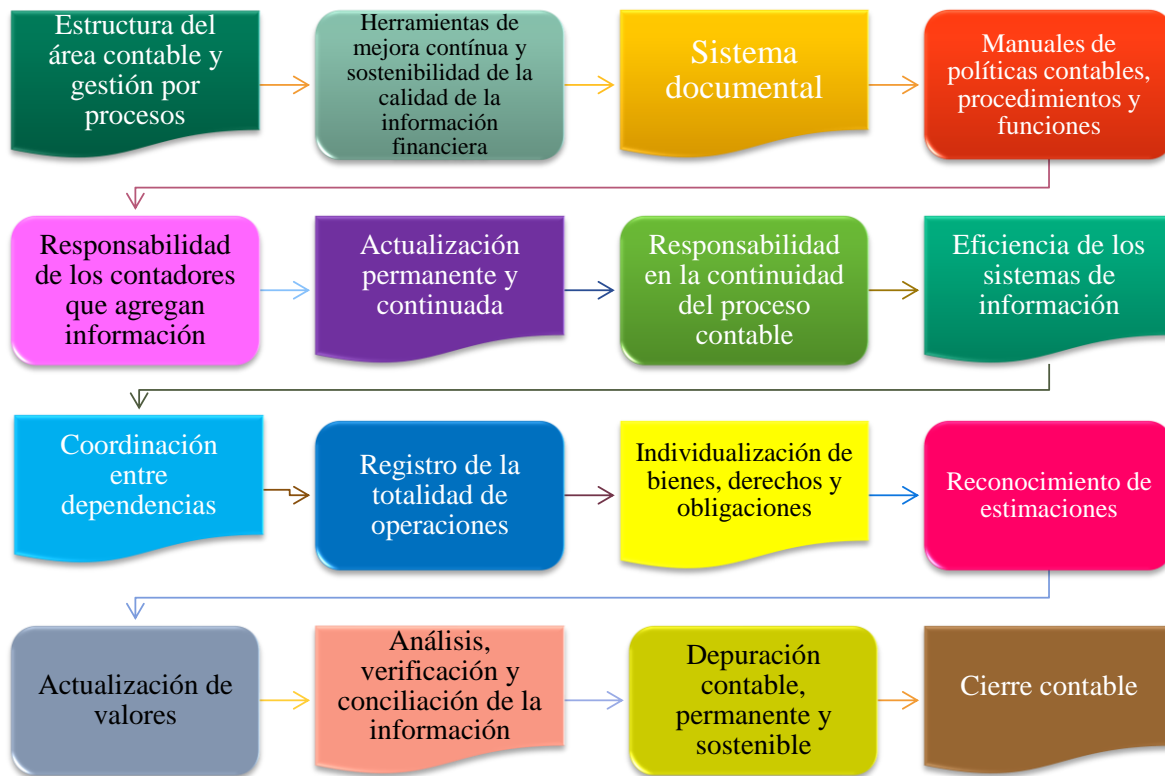 Estructura del
área contable y
gestión por
procesos
Herramientas de
mejora contínua y
sostenibilidad de la
calidad de la
información
financiera
Sistema
documental
Manuales de
políticas contables,
procedimientos y
funciones
Responsabilidad
de los contadores
que agregan
información
Actualización
permanente y
continuada
Responsabilidad
en la continuidad
del proceso
contable
Eficiencia de los
sistemas de
información
Coordinación
entre
dependencias
Registro de la
totalidad de
operaciones
Individualización de
bienes, derechos y
obligaciones
Reconocimiento de
estimaciones
Actualización de
valores
Análisis,
verificación y
conciliación de la
información
Depuración
contable,
permanente y
sostenible
Cierre contable